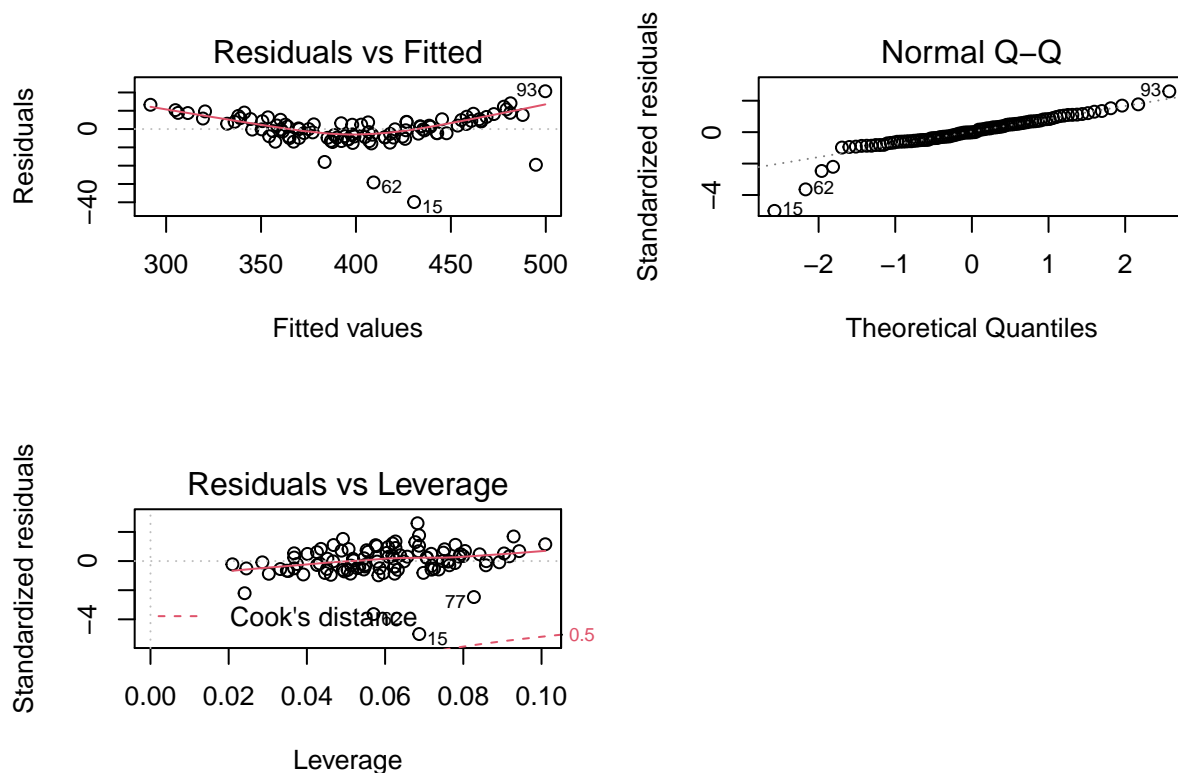 Residuals vs Fitted
Residuals
0
−40
93
62
15
300 350 400 450 500
Fitted values
Normal Q−Q
Standardized residuals
0
−4
93
62
15
−2 −1 0 1 2
Theoretical Quantiles
Residuals vs Leverage
Standardized residuals
0
−4
77
62
15
Cook's distance
0.5
0.00 0.02 0.04 0.06 0.08 0.10
Leverage